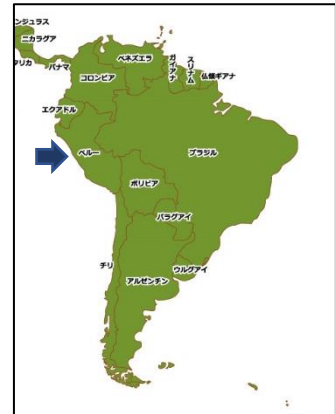 ンジュラス
ニカラグア
タリカ
パナマ
ベネズエラ
ガイアナ
スリナム
仏領ギアナ
コロンビア
エクアドル
ペルー
ブラジル
ボリビア
パラグアイ
チリ
ウルグアイ
アルゼンチン